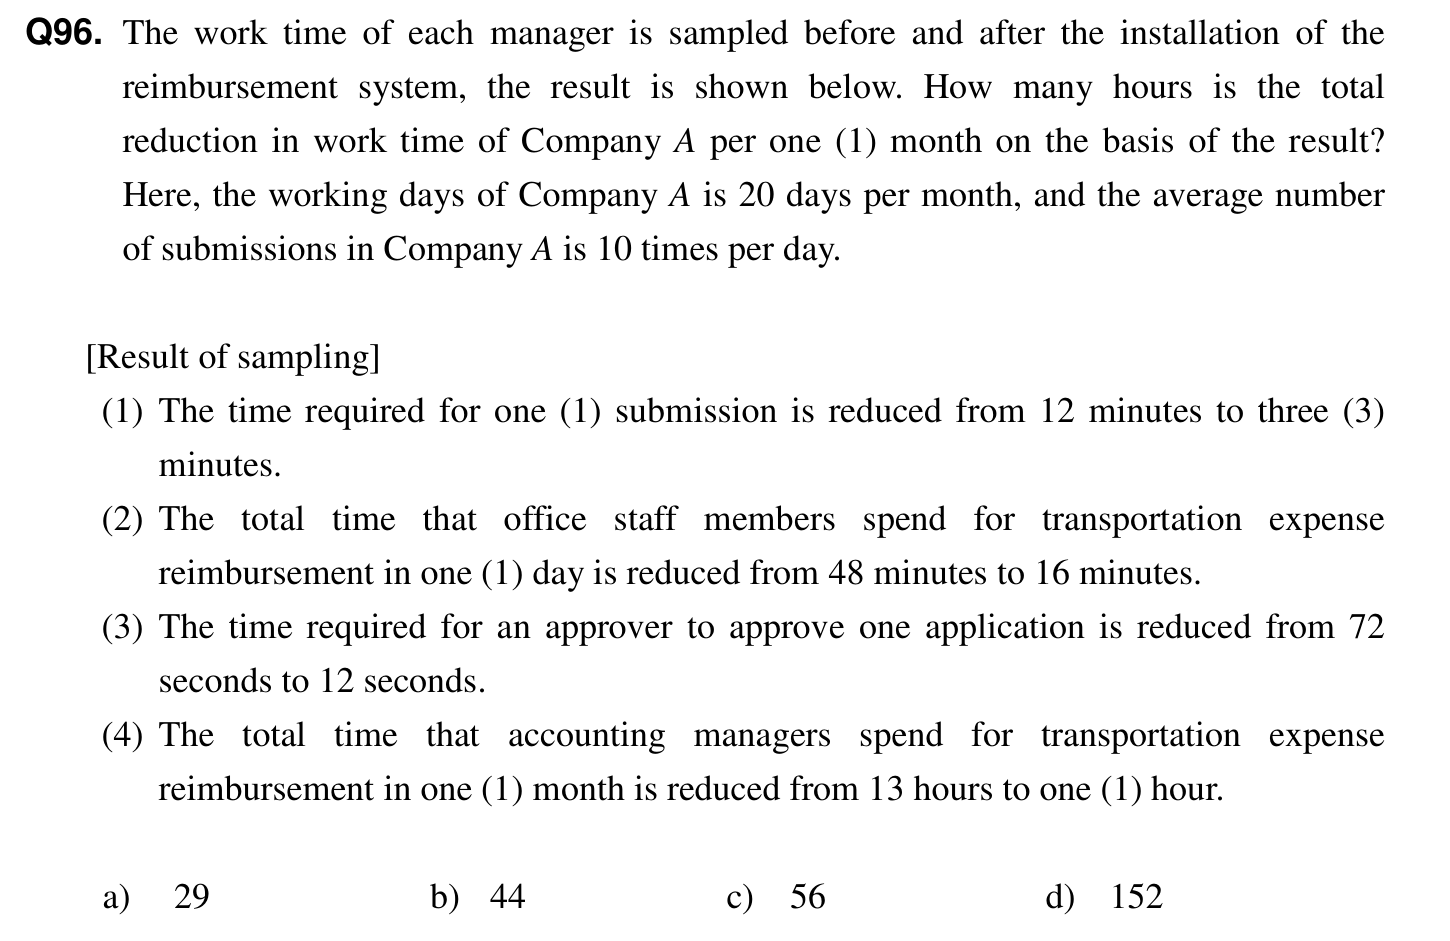 Q96. The work time of each manager is sampled before and after the installation of the
reimbursement system, the result is shown below. How many hours is the total
reduction in work time of Company A per one (1) month on the basis of the result?
Here, the working days of Company A is 20 days per month, and the average number
of submissions in Company A is 10 times per day.
[Result of sampling]
(1) The time required for one (1) submission is reduced from 12 minutes to three (3)
minutes.
(2) The total time that office staff members spend for transportation expense
reimbursement in one (1) day is reduced from 48 minutes to 16 minutes.
(3) The time required for an approver to approve one application is reduced from 72
seconds to 12 seconds.
(4) The total time that accounting managers spend for transportation expense
reimbursement in one (1) month is reduced from 13 hours to one (1) hour.
a) 29 b) 44 c) 56 d) 152